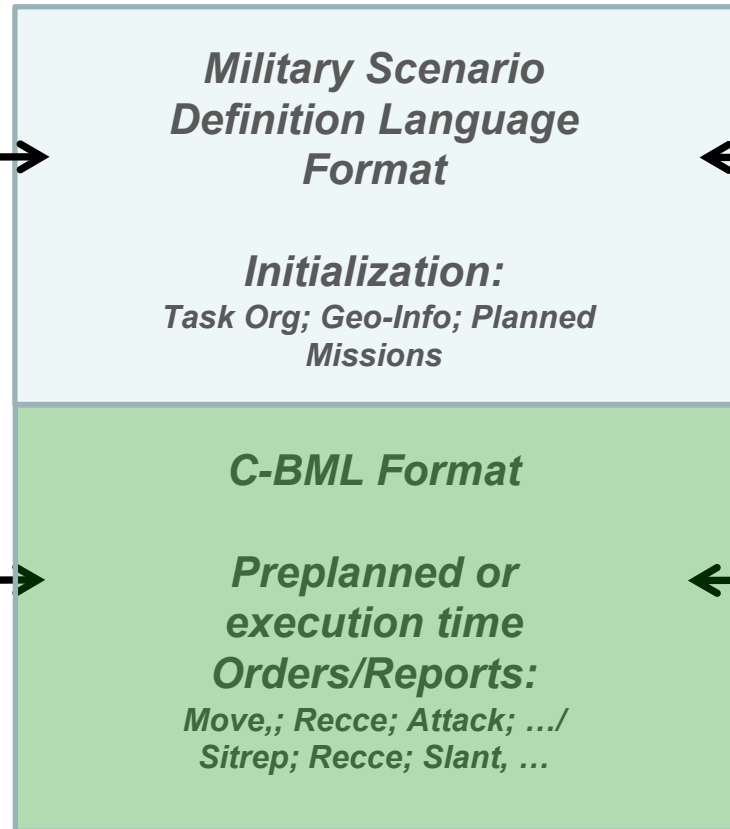 Military Scenario
Definition Language
Format
Initialization:
Task Org; Geo-Info; Planned
Missions
C-BML Format
Preplanned or
execution time
Orders/Reports:
Move,; Recce; Attack; …/
Sitrep; Recce; Slant, …